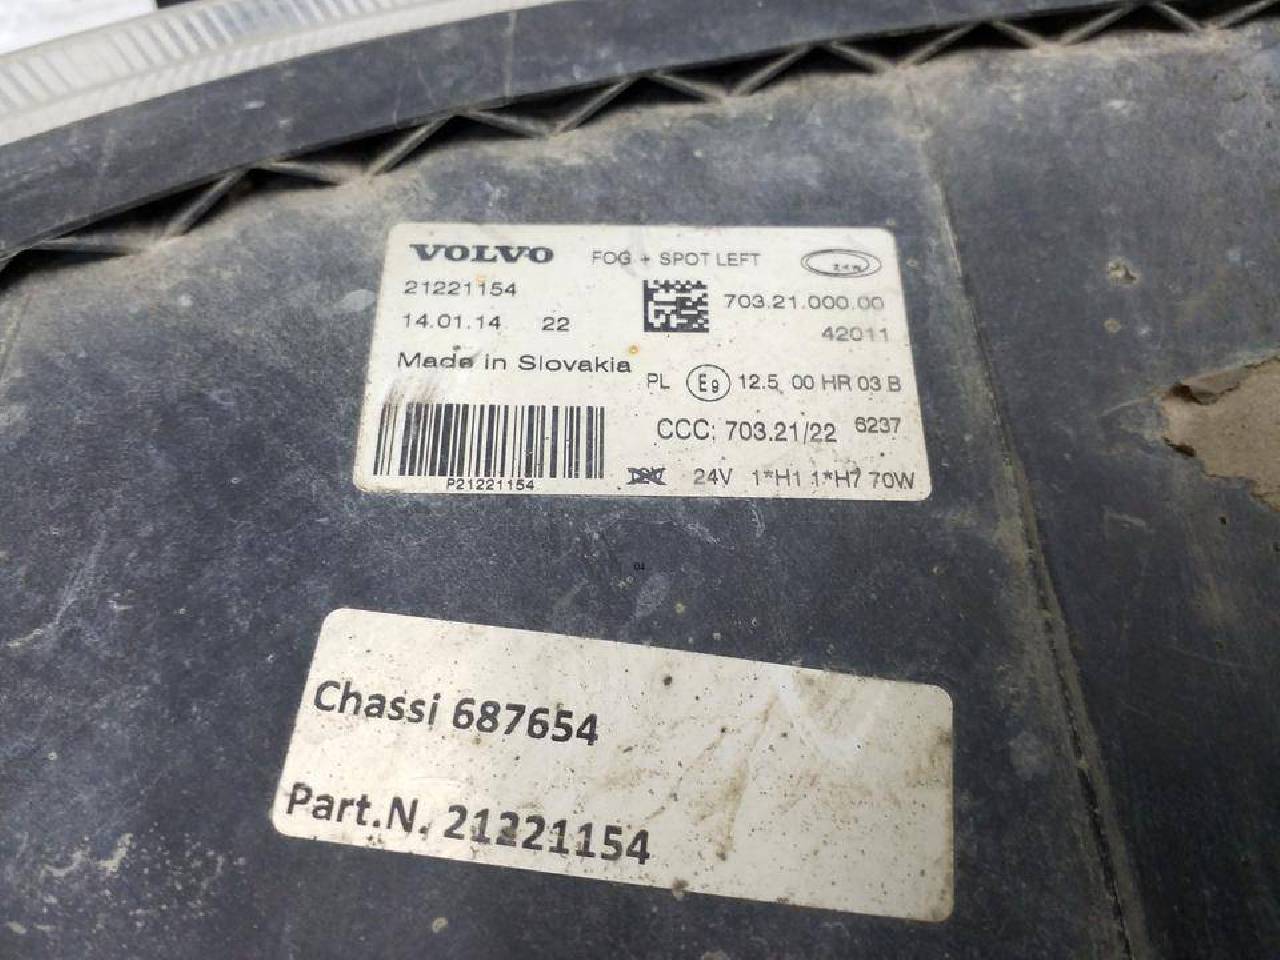 VOLVO FOG + SPOT LEFT
21221154 703.21.000.00
14.01.14 22 42011
Made in Slovakia
PL E9 12.5 00 HR 03 B
CCC: 703.21/22 6237
P21221154 24V 1*H1 1*H7 70W
Chassi 687654
Part.N. 21221154